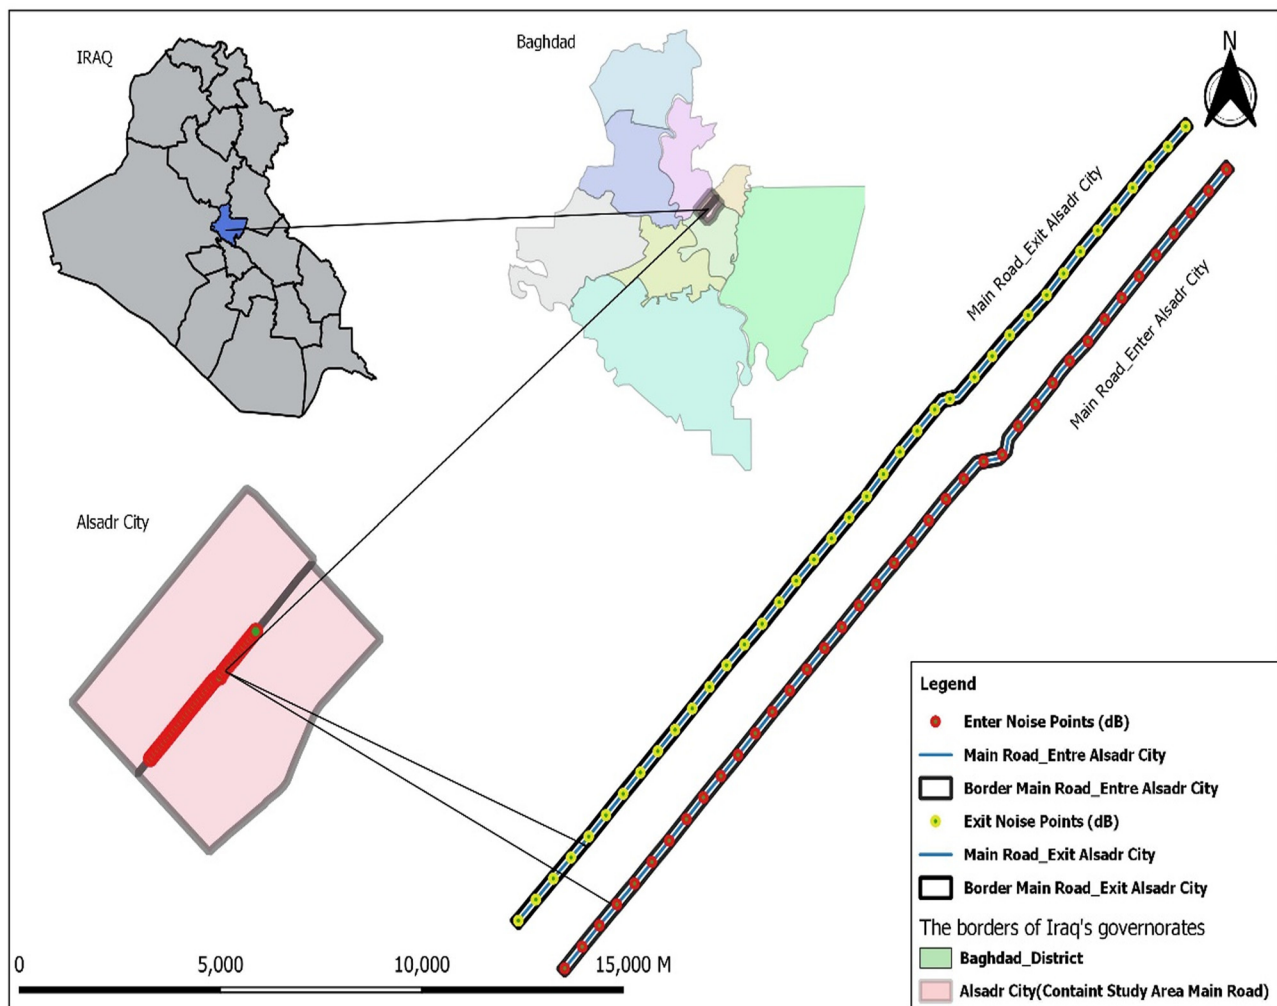 IRAQ
Baghdad
N
Main Road_Exit Alsadr City
Main Road_Enter Alsadr City
Alsadr City
Legend
Enter Noise Points (dB)
Main Road_Entre Alsadr City
Border Main Road_Entre Alsadr City
Exit Noise Points (dB)
Main Road_Exit Alsadr City
Border Main Road_Exit Alsadr City
The borders of Iraq's governorates
Baghdad_District
Alsadr City(Containt Study Area Main Road)
0 5,000 10,000 15,000 M